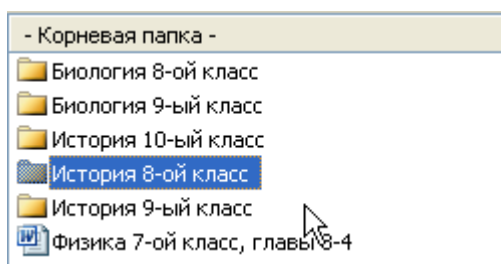 - Корневая папка -
Биология 8-ой класс
Биология 9-ый класс
История 10-ый класс
История 8-ой класс
История 9-ый класс
Физика 7-ой класс, главы 3-4